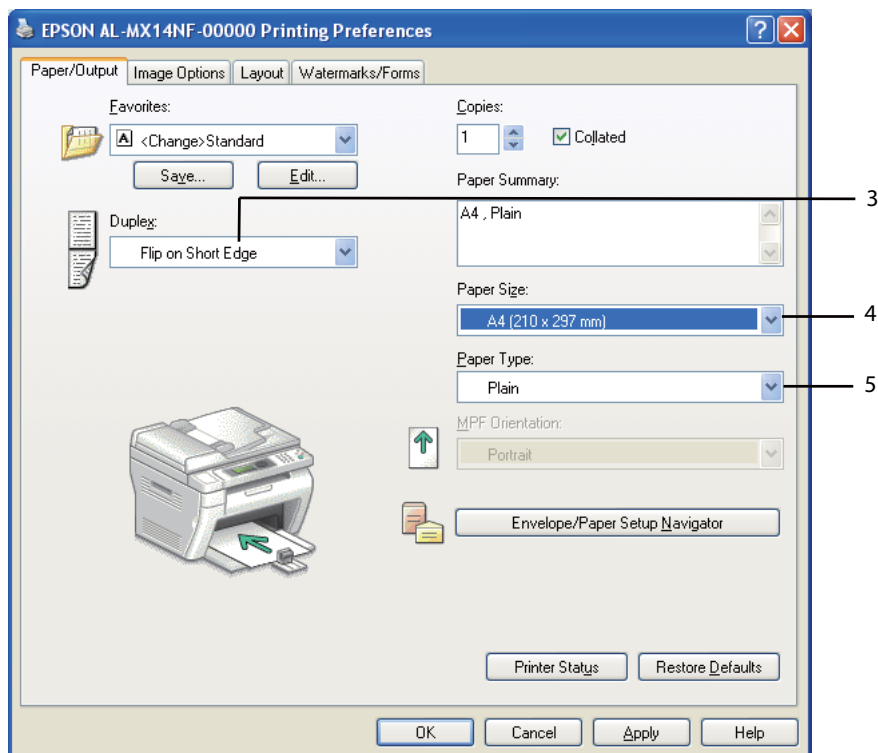 EPSON AL-MX14NF-00000 Printing Preferences
Paper/Output Image Options Layout Watermarks/Forms
Favorites:
A <Change>Standard
Save... Edit...
Duplex:
Flip on Short Edge
Copies:
1 Collated
Paper Summary:
A4 , Plain
3
Paper Size:
A4 (210 x 297 mm)
4
Paper Type:
Plain
5
MPF Orientation:
Portrait
Envelope/Paper Setup Navigator
Printer Status Restore Defaults
OK Cancel Apply Help